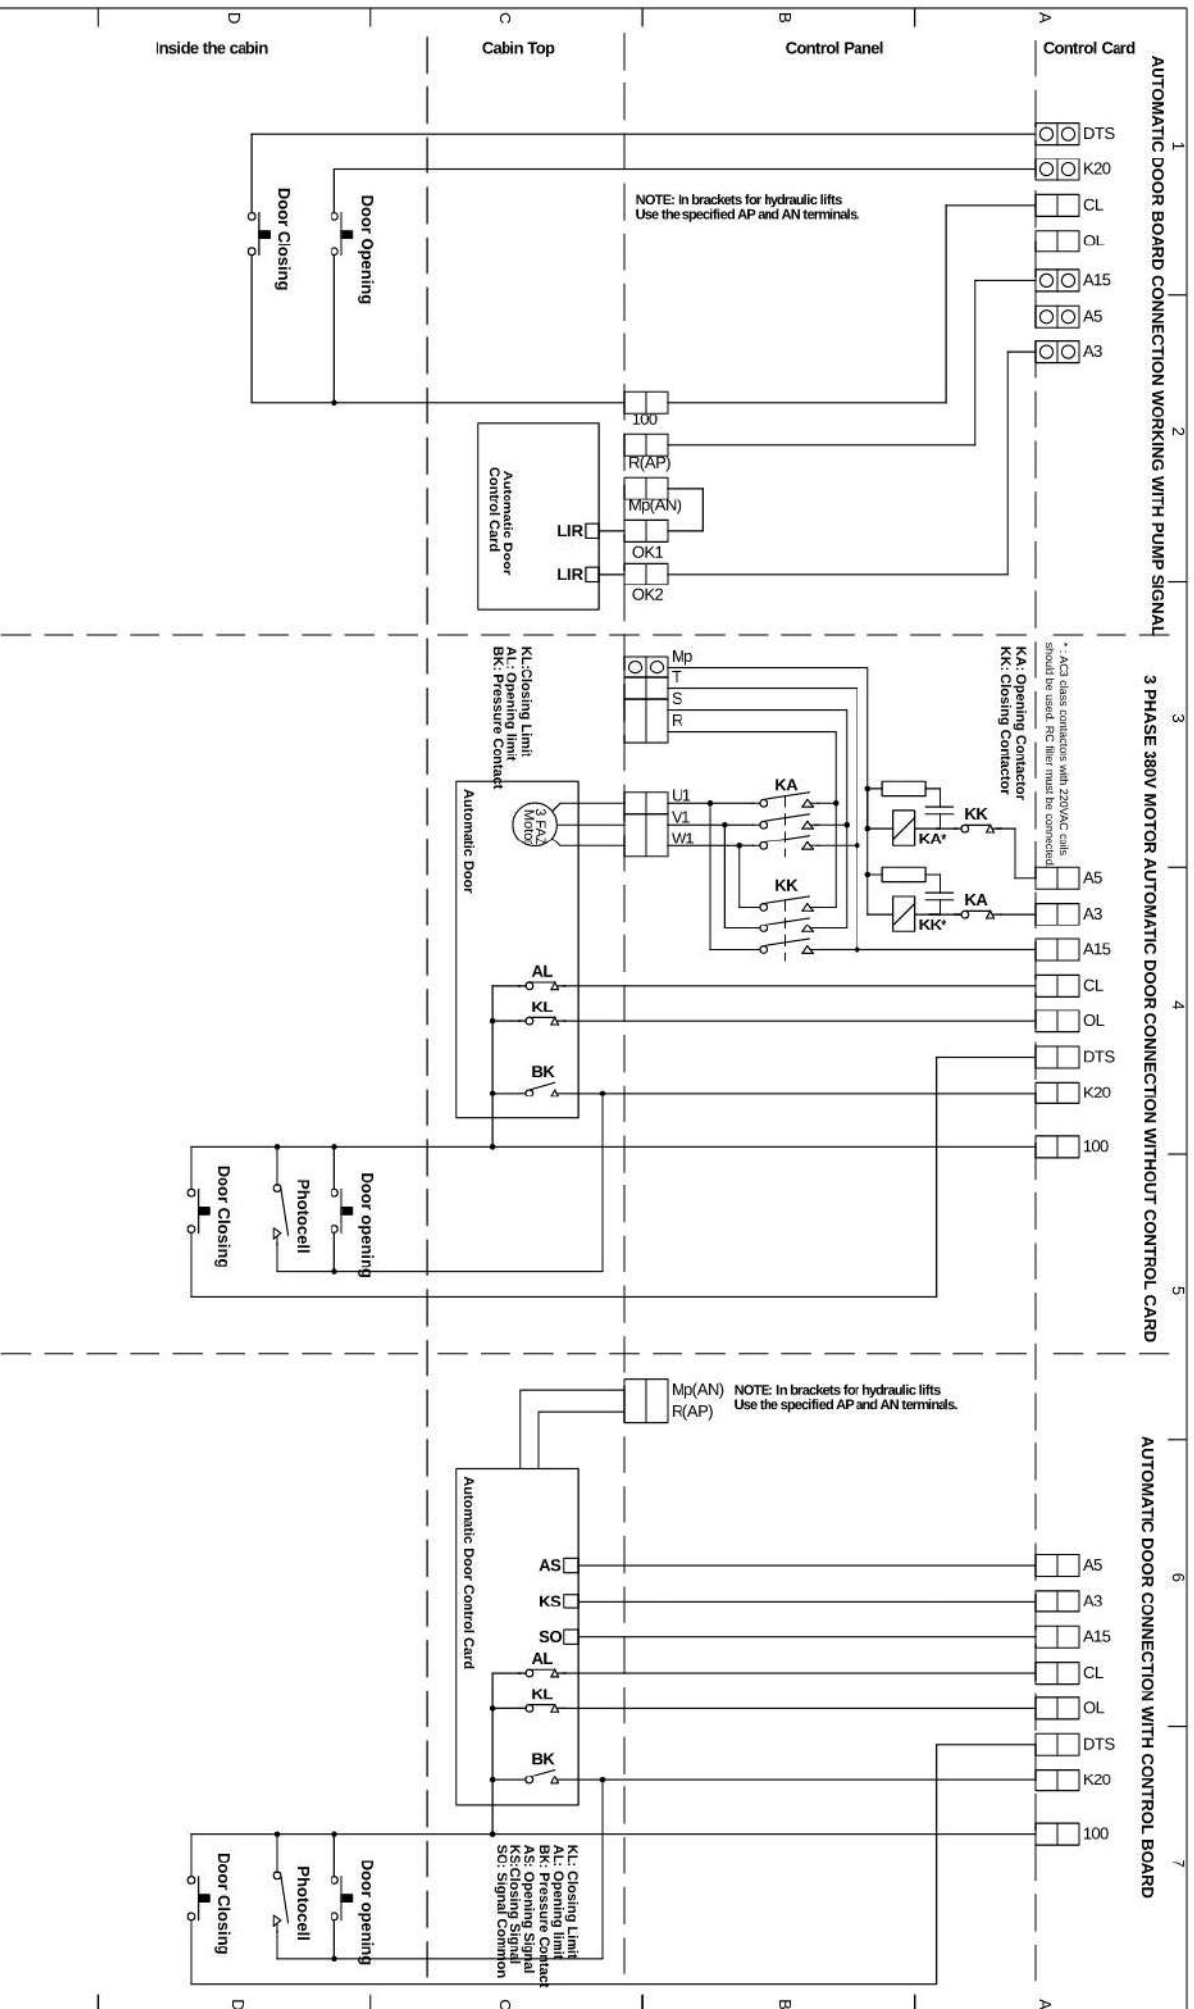 D
C
B
A
Inside the cabin
Cabin Top
Control Panel
Control Card
AUTOMATIC DOOR BOARD CONNECTION WORKING WITH PUMP SIGNAL
1
DTS
K20
CL
OL
A15
A5
A3
NOTE: In brackets for hydraulic lifts
Use the specified AP and AN terminals.
Door Opening
Door Closing
2
100
R(AP)
Mp(AN)
OK1
OK2
LIR
LIR
Automatic Door
Control Card
3 PHASE 380V MOTOR AUTOMATIC DOOR CONNECTION WITHOUT CONTROL CARD
3
* : AC3 class contactors with 220VAC coils
should be used. RC filler must be connected
KA: Opening Contactor
KK: Closing Contactor
Mp
T
S
R
KL:Closing Limit
AL: Opening limit
BK: Pressure Contact
U1
V1
W1
KA
KK
KA*
KK
KK*
KA
3 FAZ
Motor
Automatic Door
A5
A3
A15
CL
OL
DTS
K20
100
4
AL
KL
BK
Door opening
Photocell
Door Closing
5
Mp(AN)
R(AP)
NOTE: In brackets for hydraulic lifts
Use the specified AP and AN terminals.
AUTOMATIC DOOR CONNECTION WITH CONTROL BOARD
6
Automatic Door Control Card
AS
KS
SO
AL
KL
BK
A5
A3
A15
CL
OL
DTS
K20
100
7
KL: Closing Limit
AL: Opening limit
BK: Pressure Contact
AS: Opening Signal
KS:Closing Signal
SO: Signal Common
Door opening
Photocell
Door Closing
D
C
B
A